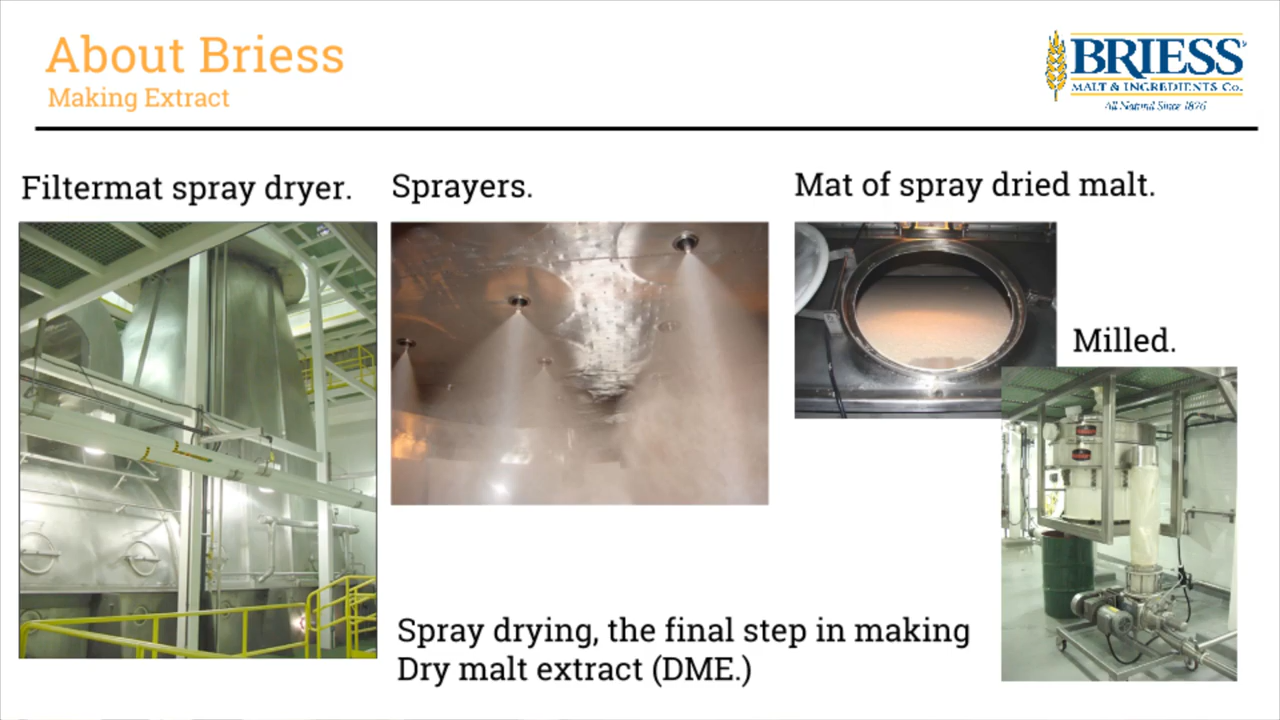 About Briess
Making Extract
BRIESS
MALT & INGREDIENTS Co.
All Natural Since 1876
Filtermat spray dryer.
Sprayers.
Mat of spray dried malt.
Milled.
Spray drying, the final step in making
Dry malt extract (DME.)